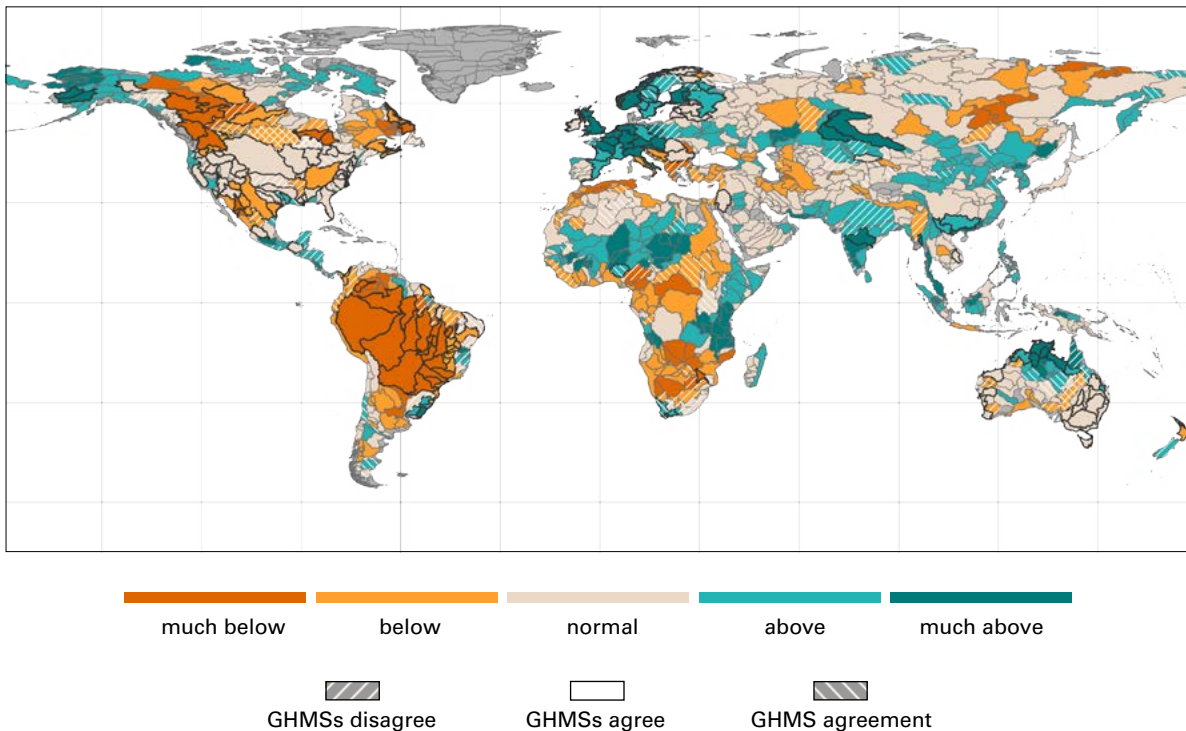 much below
below
normal
above
much above
GHMSs disagree
GHMSs agree
GHMS agreement